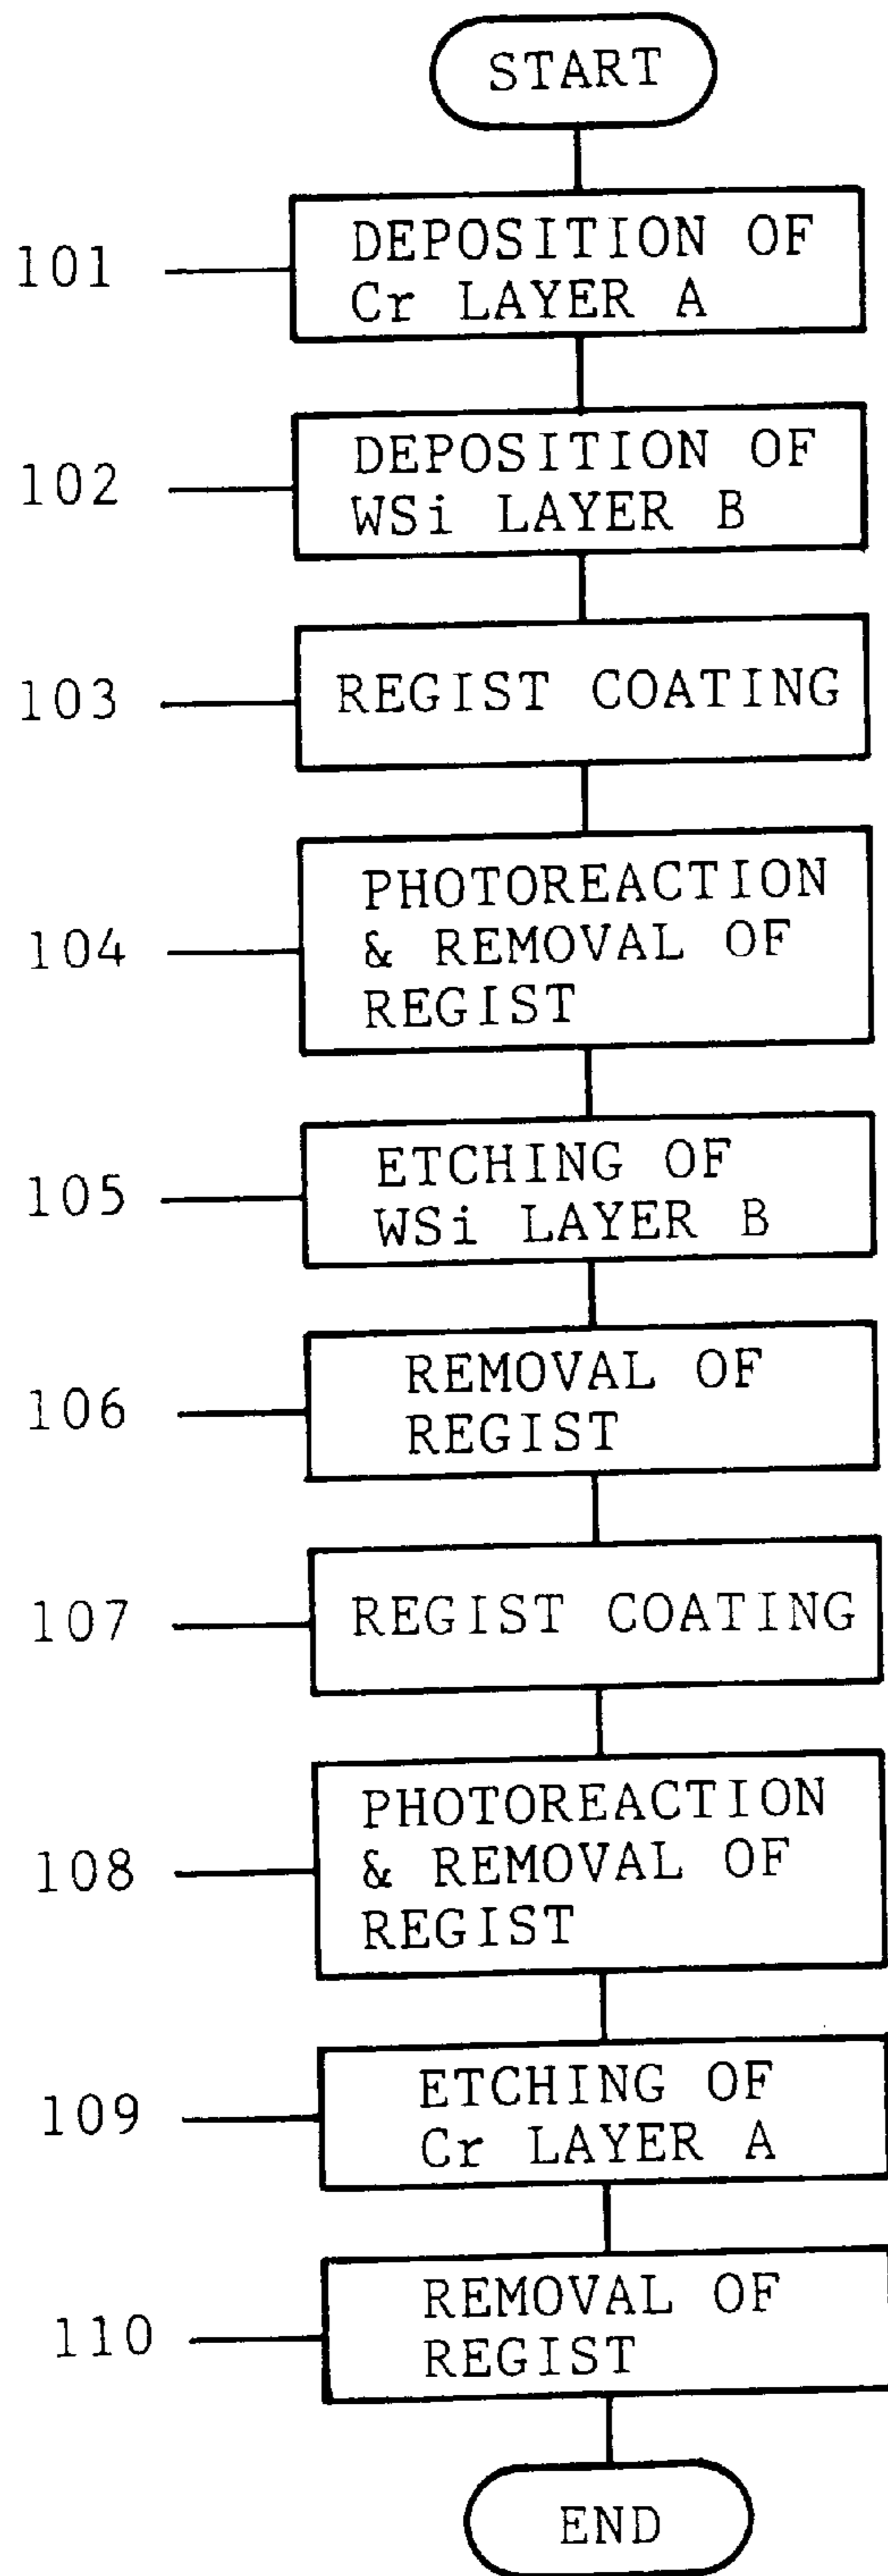 START
101
DEPOSITION OF
Cr LAYER A
102
DEPOSITION OF
WSi LAYER B
103
REGIST COATING
104
PHOTOREACTION
& REMOVAL OF
REGIST
105
ETCHING OF
WSi LAYER B
106
REMOVAL OF
REGIST
107
REGIST COATING
108
PHOTOREACTION
& REMOVAL OF
REGIST
109
ETCHING OF
Cr LAYER A
110
REMOVAL OF
REGIST
END